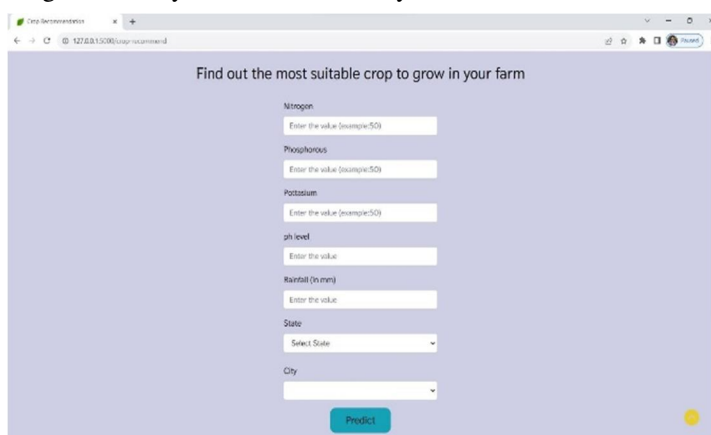 Crop Recommendation
127.0.0.1:5000/crop-recommend
Paused
Find out the most suitable crop to grow in your farm
Nitrogen
Enter the value (example:50)
Phosphorous
Enter the value (example:50)
Pottasium
Enter the value (example:50)
ph level
Enter the value
Rainfall (in mm)
Enter the value
State
Select State
City
Predict